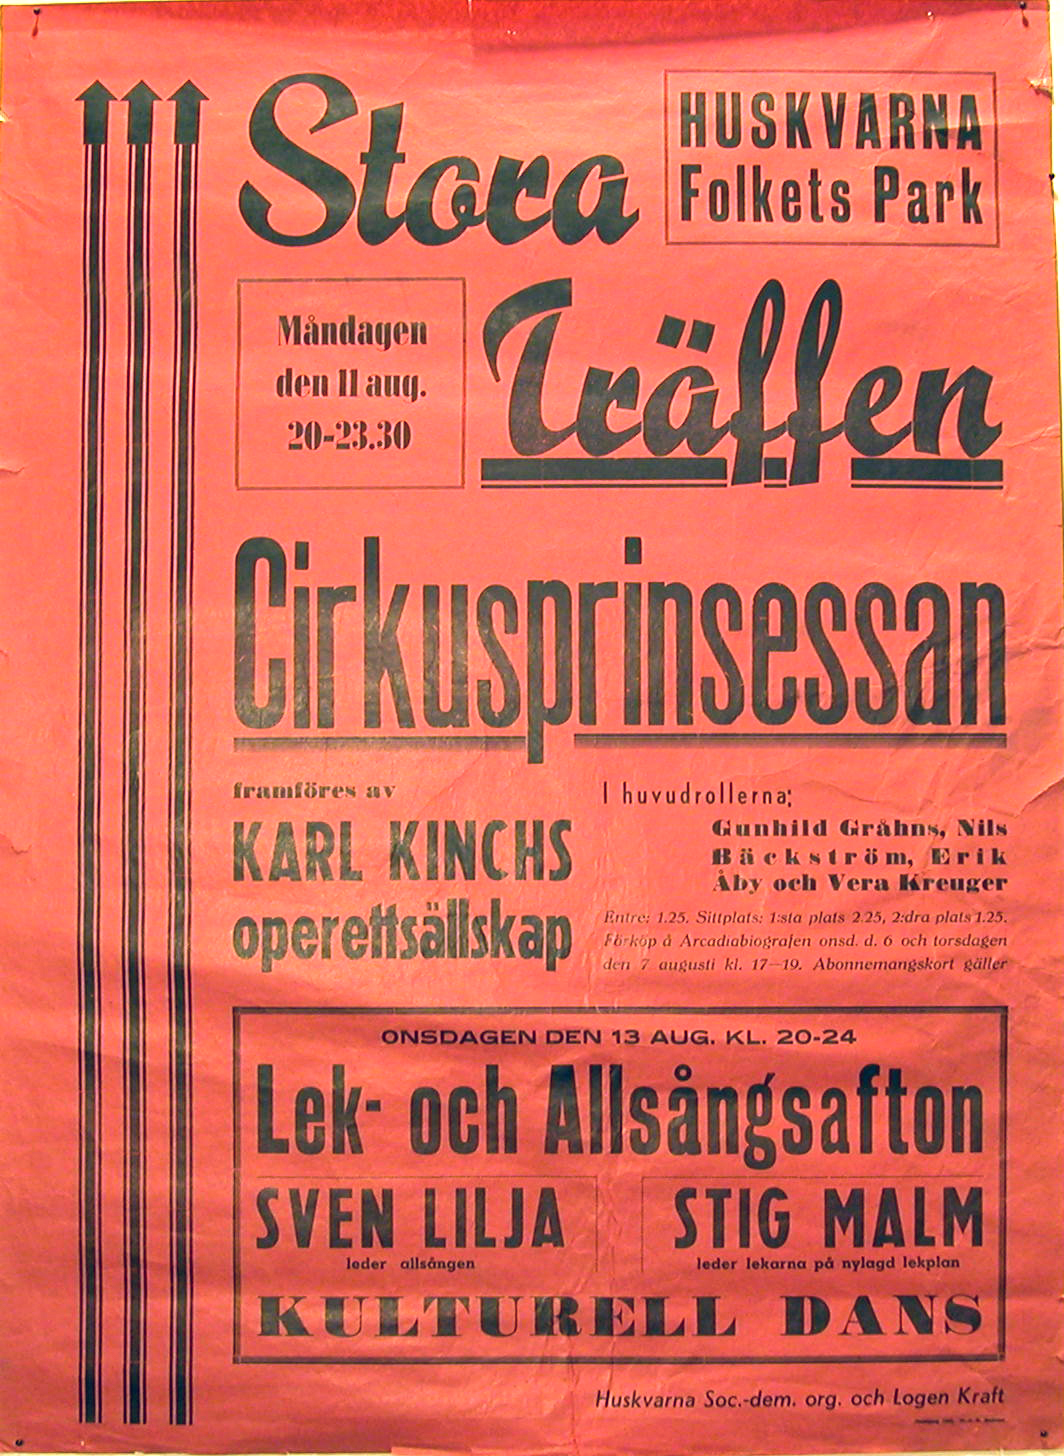 Stora
HUSKVARNA
Folkets Park
Måndagen
den 11 aug.
20-23.30
Träffen
Cirkusprinsessan
framföres av
KARL KINCHS
operettsällskap
I huvudrollerna:
Gunhild Gråhns, Nils
Bäckström, Erik
Åby och Vera Kreuger
Entre: 1.25. Sittplats: 1:sta plats 2.25, 2:dra plats 1.25.
Förköp å Arcadiabiografen onsd. d. 6 och torsdagen
den 7 augusti kl. 17—19. Abonnemangskort gäller
ONSDAGEN DEN 13 AUG. KL. 20-24
Lek- och Allsångsafton
SVEN LILJA
leder allsången
STIG MALM
leder lekarna på nylagd lekplan
KULTURELL DANS
Huskvarna Soc.-dem. org. och Logen Kraft